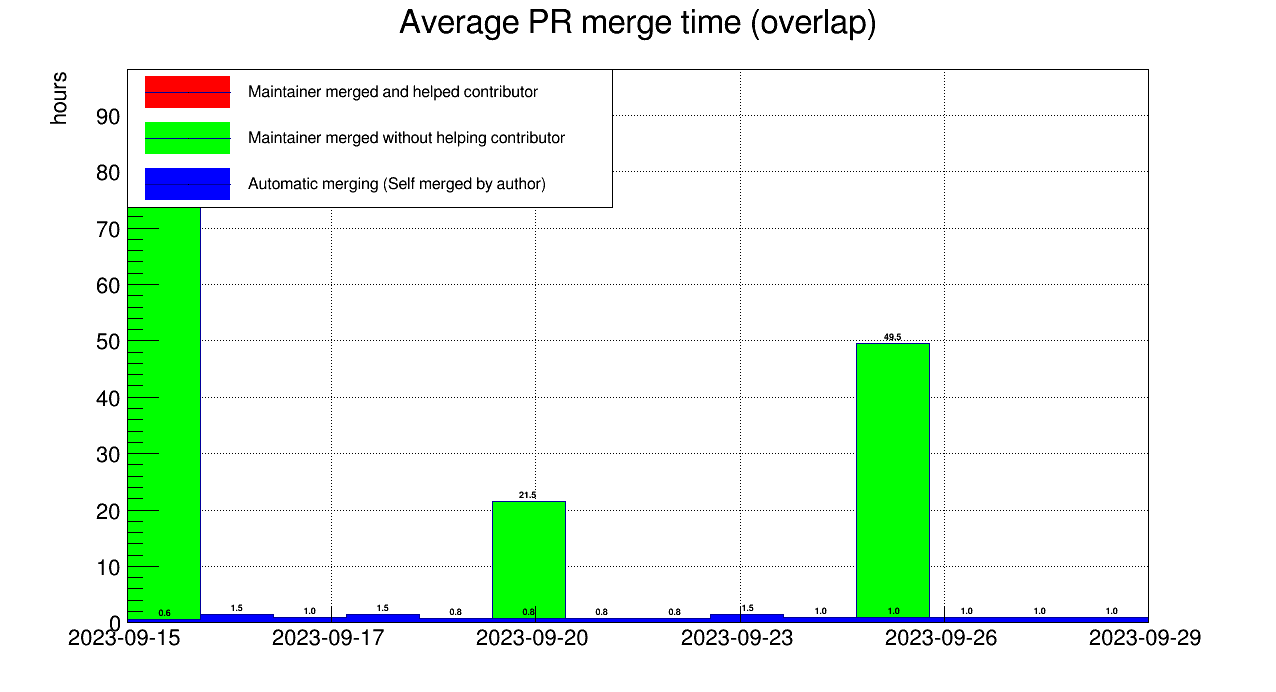 Average PR merge time (overlap)
hours
Maintainer merged and helped contributor
Maintainer merged without helping contributor
Automatic merging (Self merged by author)
90
80
70
60
50
40
30
20
10
0
49.5
21.5
0.6 1.5 1.0 1.5 0.8 0.8 0.8 0.8 1.5 1.0 1.0 1.0 1.0 1.0
2023-09-15 2023-09-17 2023-09-20 2023-09-23 2023-09-26 2023-09-29